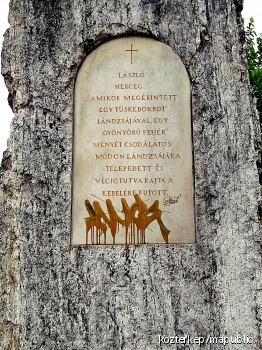 ...LÁSZLÓ
HERCEG...
...AMIKOR MEGÉRINTETT
EGY TÜSKEBOKROT
LÁNDZSÁJÁVAL, EGY
GYÖNYÖRŰ FEHÉR
MENYÉT CSODÁLATOS
MÓDON LÁNDZSÁJÁRA
TELEPEDETT ÉS
VÉGIGFUTVA RAJTA A
KEBELÉRE FUTOTT.
Kozterkep/mapublic